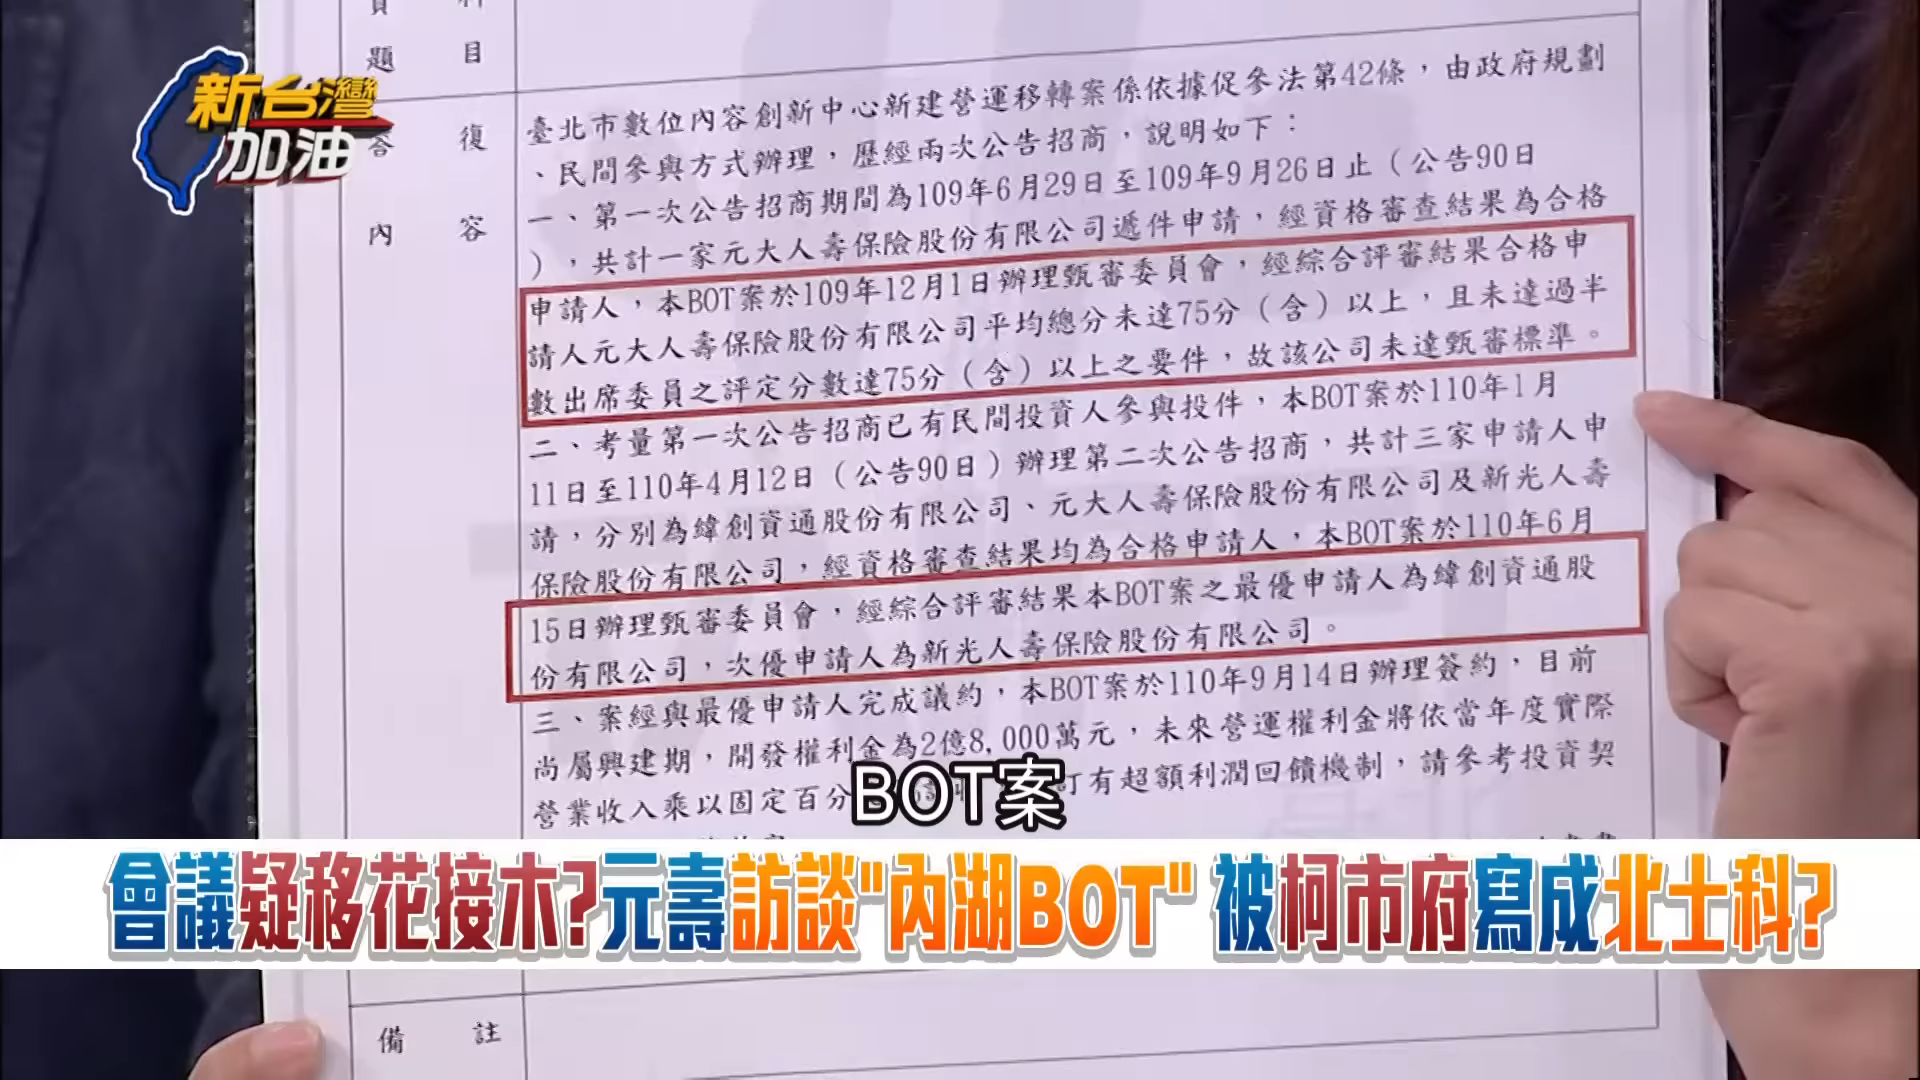 資 料
題 目
新台灣
加油
答 復
內 容
臺北市數位內容創新中心新建營運移轉案係依據促參法第42條，由政府規劃
、民間參與方式辦理，歷經兩次公告招商，說明如下：
一、第一次公告招商期間為109年6月29日至109年9月26日止（公告90日
），共計一家元大人壽保險股份有限公司遞件申請，經資格審查結果為合格
申請人，本BOT案於109年12月1日辦理甄審委員會，經綜合評審結果合格申
請人元大人壽保險股份有限公司平均總分未達75分（含）以上，且未達過半
數出席委員之評定分數達75分（含）以上之要件，故該公司未達甄審標準。
二、考量第一次公告招商已有民間投資人參與投件，本BOT案於110年1月
11日至110年4月12日（公告90日）辦理第二次公告招商，共計三家申請人申
請，分別為緯創資通股份有限公司、元大人壽保險股份有限公司及新光人壽
保險股份有限公司，經資格審查結果均為合格申請人，本BOT案於110年6月
15日辦理甄審委員會，經綜合評審結果本BOT案之最優申請人為緯創資通股
份有限公司，次優申請人為新光人壽保險股份有限公司。
三、案經與最優申請人完成議約，本BOT案於110年9月14日辦理簽約，目前
尚屬興建期，開發權利金為2億8,000萬元，未來營運權利金將依當年度實際
營業收入乘以固定百分 訂有超額利潤回饋機制，請參考投資契
BOT案
會議疑移花接木?元壽訪談"內湖BOT" 被柯市府寫成北士科?
備 註